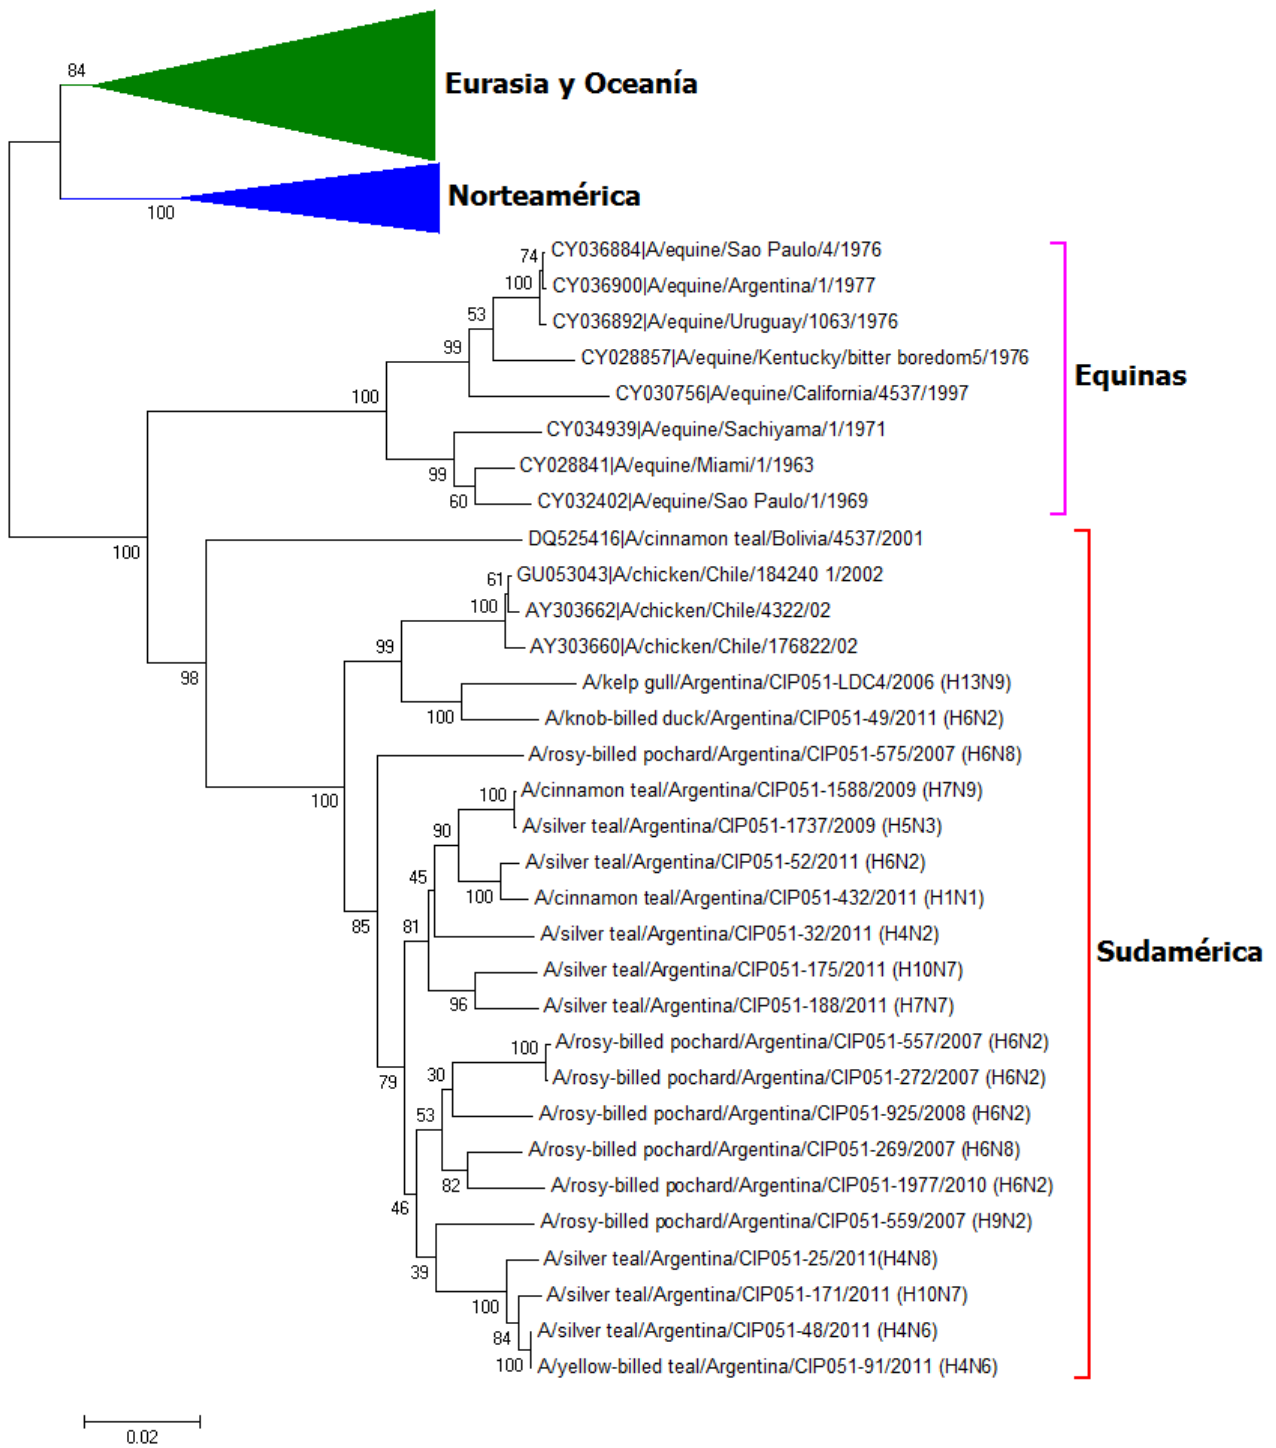 84
Eurasia y Oceanía
Norteamérica
100
CY036884|A/equine/Sao Paulo/4/1976
74
100
CY036900|A/equine/Argentina/1/1977
53
CY036892|A/equine/Uruguay/1063/1976
99
CY028857|A/equine/Kentucky/bitter boredom5/1976
Equinas
100
CY030756|A/equine/California/4537/1997
CY034939|A/equine/Sachiyama/1/1971
99
CY028841|A/equine/Miami/1/1963
60
CY032402|A/equine/Sao Paulo/1/1969
100
DQ525416|A/cinnamon teal/Bolivia/4537/2001
61
GU053043|A/chicken/Chile/184240 1/2002
100
AY303662|A/chicken/Chile/4322/02
99
AY303660|A/chicken/Chile/176822/02
98
A/kelp gull/Argentina/CIP051-LDC4/2006 (H13N9)
100
A/knob-billed duck/Argentina/CIP051-49/2011 (H6N2)
A/rosy-billed pochard/Argentina/CIP051-575/2007 (H6N8)
100
100
A/cinnamon teal/Argentina/CIP051-1588/2009 (H7N9)
90
A/silver teal/Argentina/CIP051-1737/2009 (H5N3)
45
A/silver teal/Argentina/CIP051-52/2011 (H6N2)
100
A/cinnamon teal/Argentina/CIP051-432/2011 (H1N1)
85
81
A/silver teal/Argentina/CIP051-32/2011 (H4N2)
Sudamérica
A/silver teal/Argentina/CIP051-175/2011 (H10N7)
96
A/silver teal/Argentina/CIP051-188/2011 (H7N7)
100
A/rosy-billed pochard/Argentina/CIP051-557/2007 (H6N2)
79
30
A/rosy-billed pochard/Argentina/CIP051-272/2007 (H6N2)
53
A/rosy-billed pochard/Argentina/CIP051-925/2008 (H6N2)
A/rosy-billed pochard/Argentina/CIP051-269/2007 (H6N8)
82
A/rosy-billed pochard/Argentina/CIP051-1977/2010 (H6N2)
46
A/rosy-billed pochard/Argentina/CIP051-559/2007 (H9N2)
39
A/silver teal/Argentina/CIP051-25/2011(H4N8)
100
A/silver teal/Argentina/CIP051-171/2011 (H10N7)
84
A/silver teal/Argentina/CIP051-48/2011 (H4N6)
100
A/yellow-billed teal/Argentina/CIP051-91/2011 (H4N6)
0.02